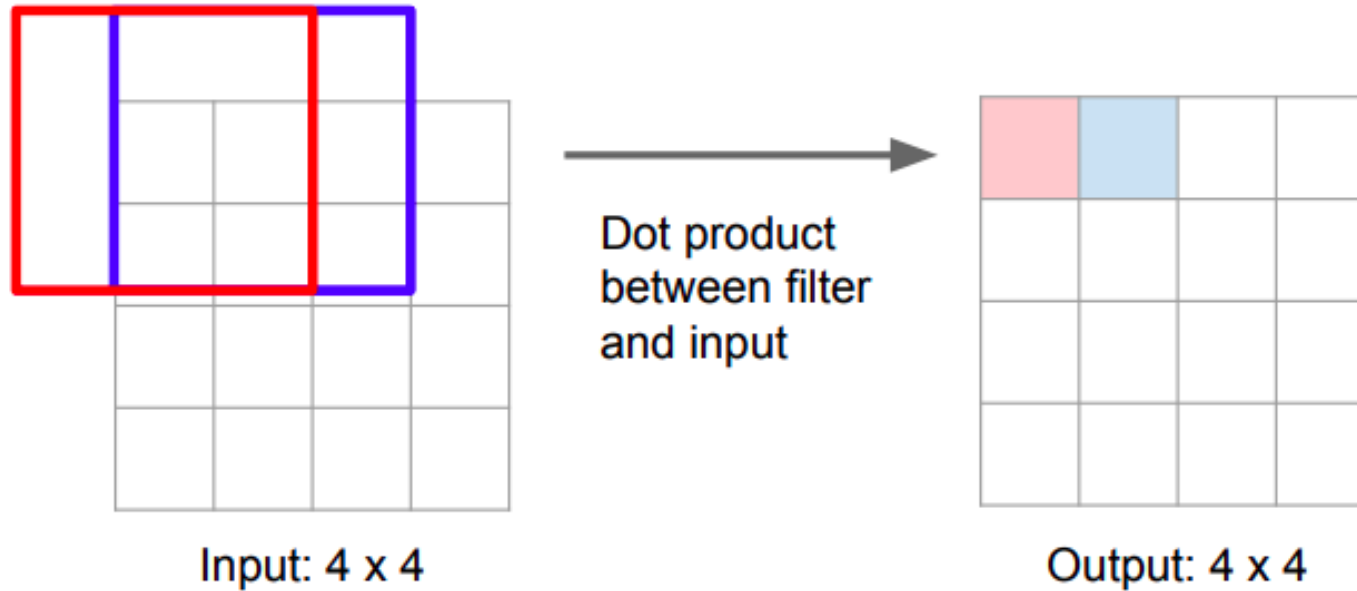 Dot product
between filter
and input
Input: 4 x 4
Output: 4 x 4